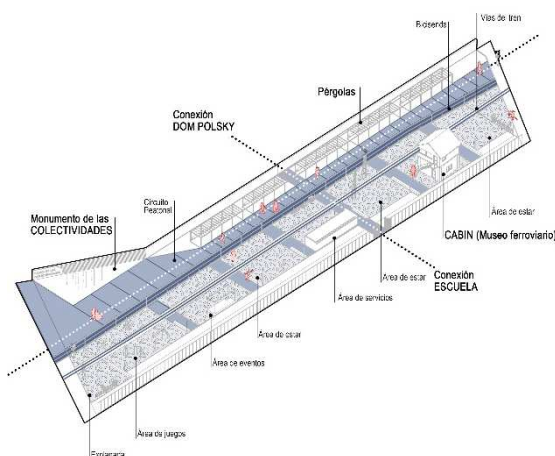 Bicisenda
Vías de tren
Pérgolas
Conexión
DOM POLSKY
Circuito
Peatonal
Monumento de las
COLECTIVIDADES
Área de estar
CABIN (Museo ferroviario)
Conexión
ESCUELA
Área de estar
Área de servicios
Área de estar
Área de eventos
Área de juegos
Explanada